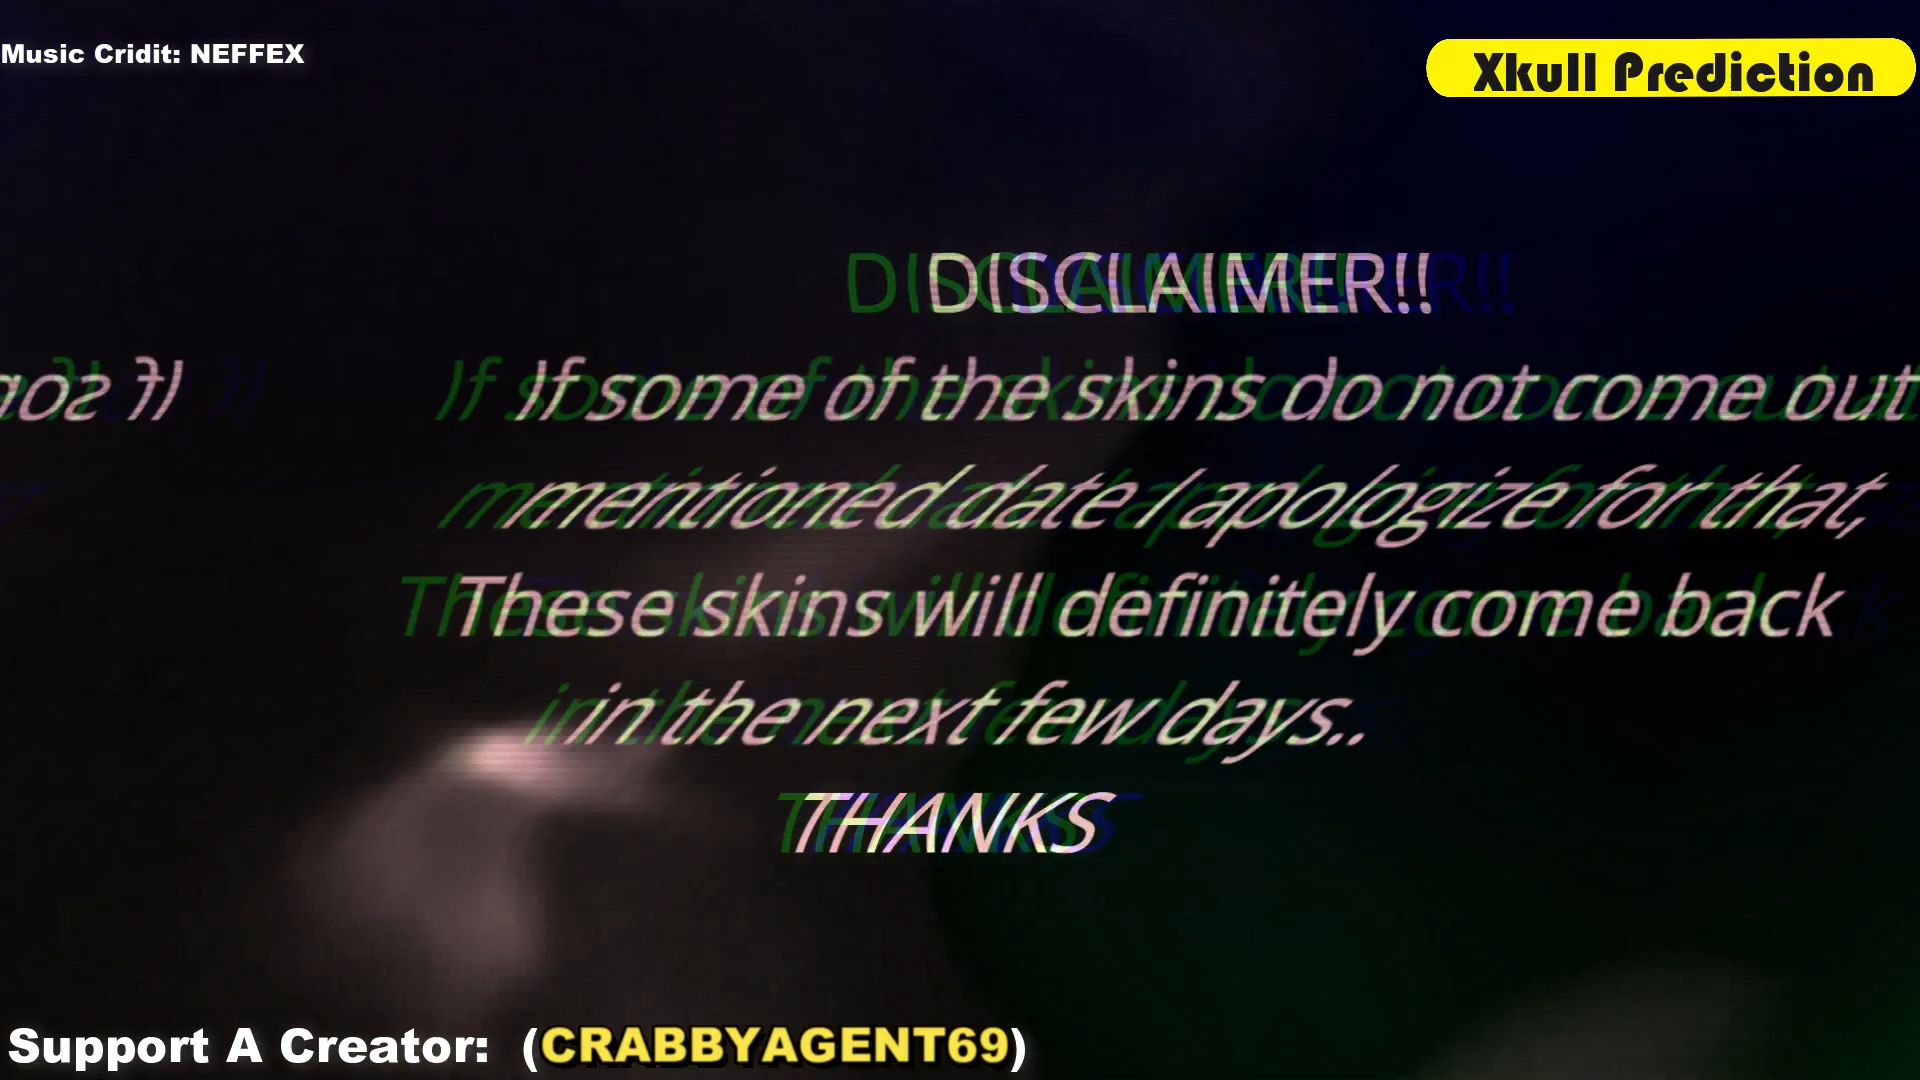 Music Cridit: NEFFEX
Xkull Prediction
DISCLAIMER!!
If some of the skins do not come out
mentioned date I apologize for that,
These skins will definitely come back
in the next few days..
THANKS
Support A Creator: (CRABBYAGENT69)